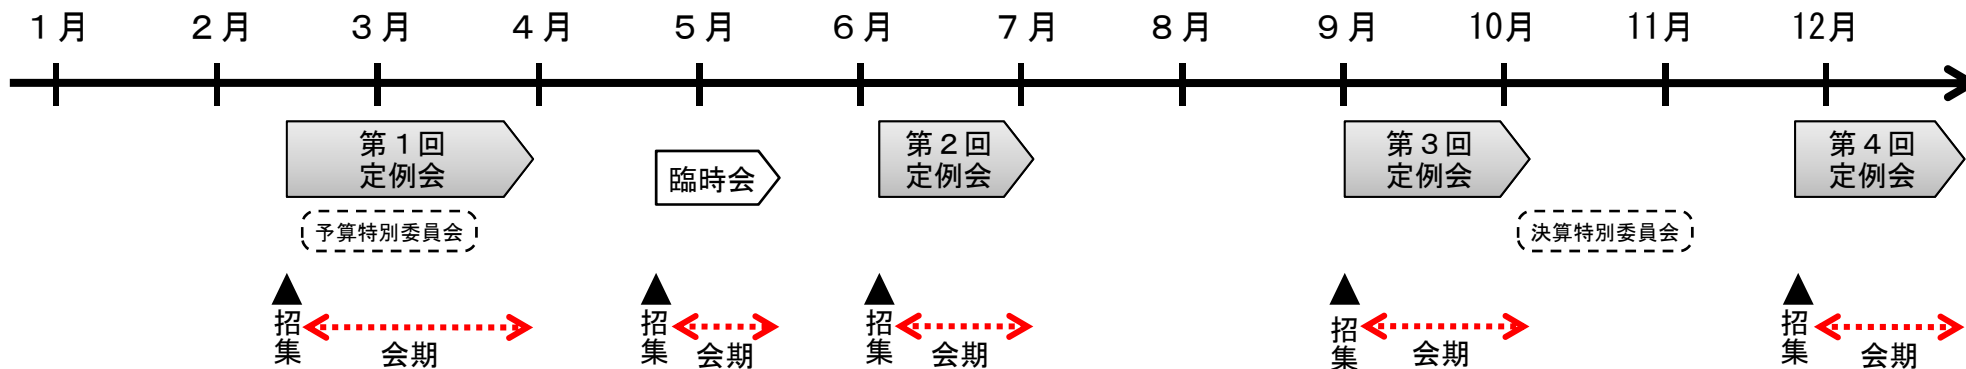 １月 ２月 ３月 ４月 ５月 ６月 ７月 ８月 ９月 10月 11月 12月
第１回
定例会
臨時会
第２回
定例会
第３回
定例会
第４回
定例会
予算特別委員会
決算特別委員会
招集
会期
招集
会期
招集
会期
招集
会期
招集
会期